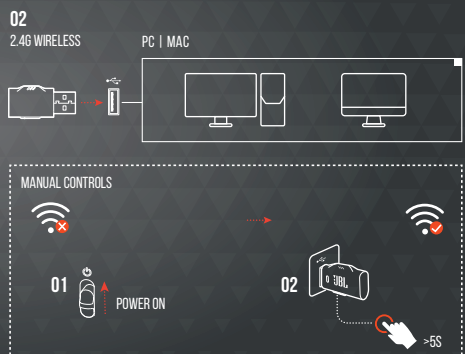 02
2.4G WIRELESS
PC | MAC
MANUAL CONTROLS
01
POWER ON
02
JBL
>5S